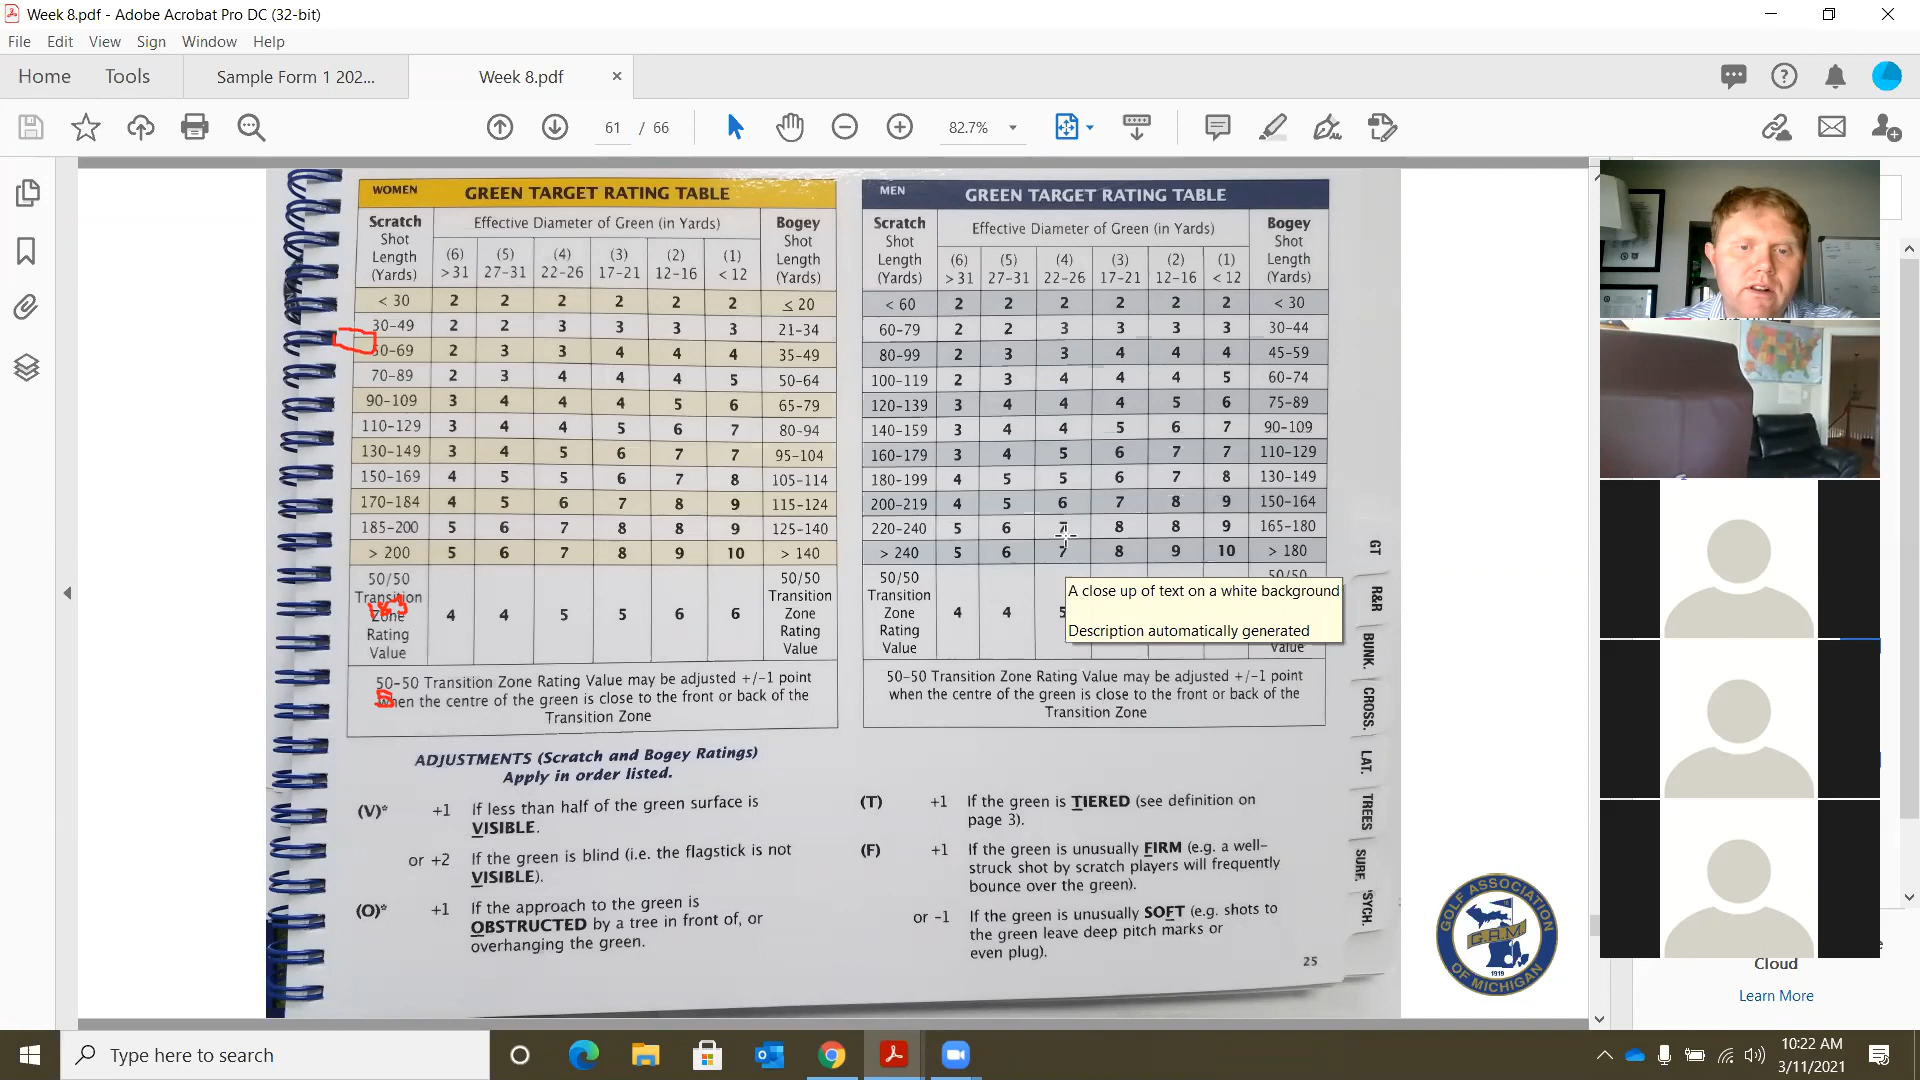 Week 8.pdf - Adobe Acrobat Pro DC (32-bit)
File Edit View Sign Window Help
Home Tools Sample Form 1 202... Week 8.pdf ×
61 / 66 82.7%
WOMEN GREEN TARGET RATING TABLE
Scratch Shot Length (Yards) Effective Diameter of Green (in Yards) Bogey Shot Length (Yards)
(6) > 31 (5) 27-31 (4) 22-26 (3) 17-21 (2) 12-16 (1) < 12
< 30 2 2 2 2 2 2 ≤ 20
30-49 2 2 3 3 3 3 21-34
50-69 2 3 3 4 4 4 35-49
70-89 2 3 4 4 4 5 50-64
90-109 3 4 4 4 5 6 65-79
110-129 3 4 4 5 6 7 80-94
130-149 3 4 5 6 7 7 95-104
150-169 4 5 5 6 7 8 105-114
170-184 4 5 6 7 8 9 115-124
185-200 5 6 7 8 8 9 125-140
> 200 5 6 7 8 9 10 > 140
50/50 Transition Zone Rating Value 4 4 5 5 6 6 50/50 Transition Zone Rating Value
183
50-50 Transition Zone Rating Value may be adjusted +/-1 point
when the centre of the green is close to the front or back of the
Transition Zone
MEN GREEN TARGET RATING TABLE
Scratch Shot Length (Yards) Effective Diameter of Green (in Yards) Bogey Shot Length (Yards)
(6) > 31 (5) 27-31 (4) 22-26 (3) 17-21 (2) 12-16 (1) < 12
< 60 2 2 2 2 2 2 < 30
60-79 2 2 3 3 3 3 30-44
80-99 2 3 3 4 4 4 45-59
100-119 2 3 4 4 4 5 60-74
120-139 3 4 4 4 5 6 75-89
140-159 3 4 4 5 6 7 90-109
160-179 3 4 5 6 7 7 110-129
180-199 4 5 5 6 7 8 130-149
200-219 4 5 6 7 8 9 150-164
220-240 5 6 7 8 8 9 165-180
> 240 5 6 7 8 9 10 > 180
50/50 Transition Zone Rating Value 4 4 5 50/50 Value
A close up of text on a white background
Description automatically generated
50-50 Transition Zone Rating Value may be adjusted +/-1 point
when the centre of the green is close to the front or back of the
Transition Zone
ADJUSTMENTS (Scratch and Bogey Ratings)
Apply in order listed.
(V)* +1 If less than half of the green surface is
VISIBLE.
or +2 If the green is blind (i.e. the flagstick is not
VISIBLE).
(O)* +1 If the approach to the green is
OBSTRUCTED by a tree in front of, or
overhanging the green.
(T) +1 If the green is TIERED (see definition on
page 3).
(F) +1 If the green is unusually FIRM (e.g. a well-
struck shot by scratch players will frequently
bounce over the green).
or -1 If the green is unusually SOFT (e.g. shots to
the green leave deep pitch marks or
even plug).
25
GT
R&R
BUNK.
CROSS.
LAT.
TREES
SURF.
'SYCH.
GOLF ASSOCIATION
G.A.M
1919
OF MICHIGAN
Cloud
Learn More
Type here to search
10:22 AM
3/11/2021